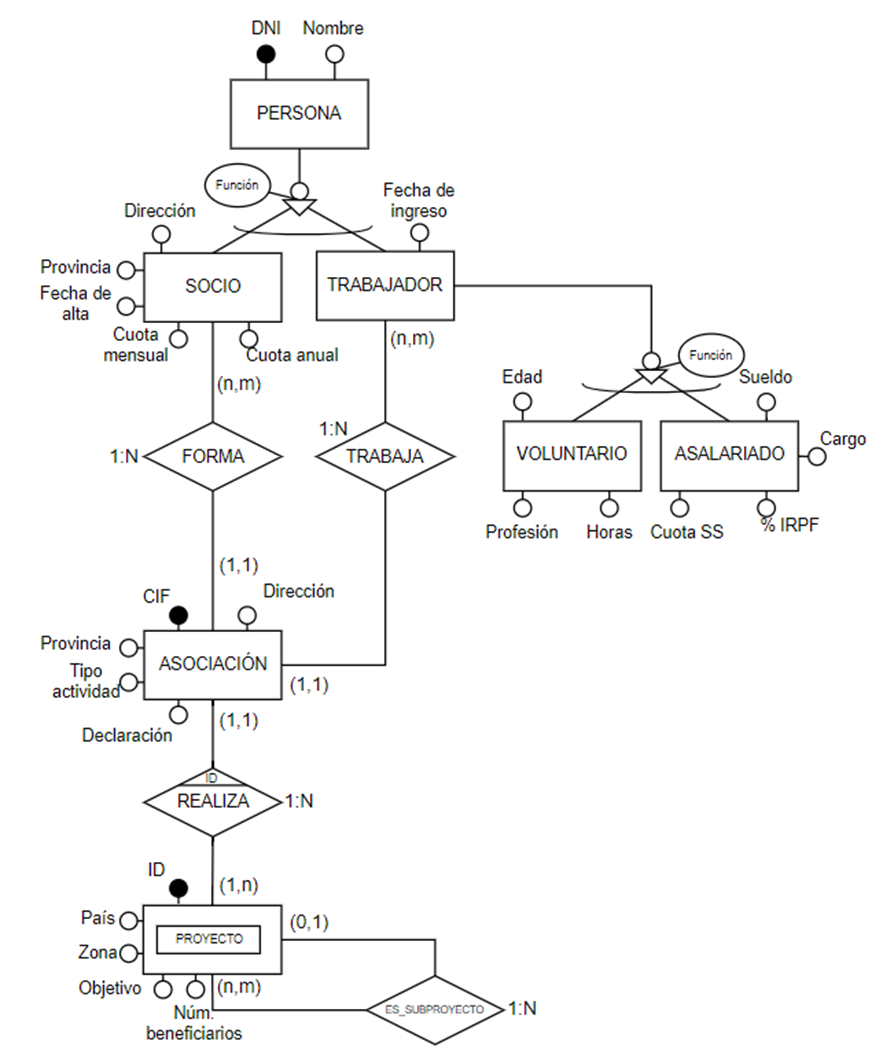 DNI
Nombre
PERSONA
Función
Fecha de
ingreso
Dirección
Provincia
SOCIO
TRABAJADOR
Fecha de
alta
Cuota
mensual
Cuota anual
(n,m)
(n,m)
Función
Edad
Sueldo
1:N
FORMA
1:N
TRABAJA
VOLUNTARIO
ASALARIADO
Cargo
Profesión
Horas
Cuota SS
% IRPF
(1,1)
CIF
Dirección
Provincia
ASOCIACIÓN
Tipo
actividad
(1,1)
Declaración
(1,1)
ID
REALIZA
1:N
ID
(1,n)
País
(0,1)
PROYECTO
Zona
Objetivo
(n,m)
Núm.
beneficiarios
ES_SUBPROYECTO
1:N